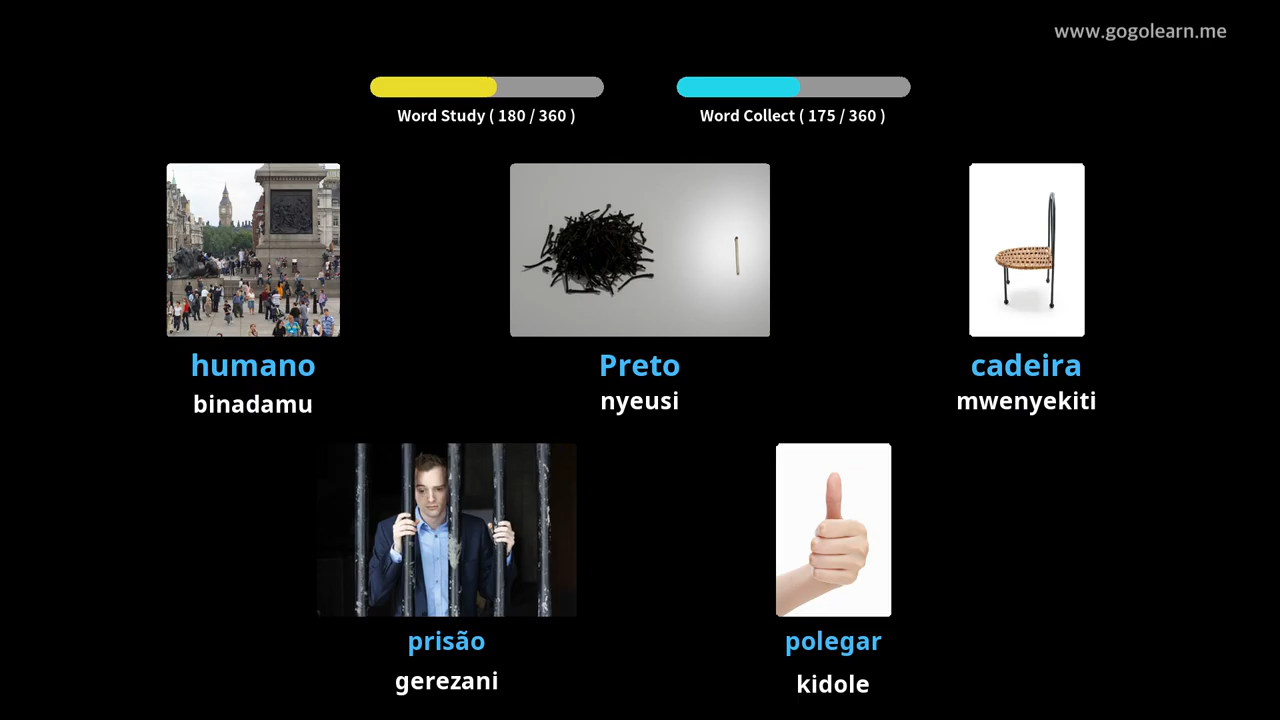 www.gogolearn.me
Word Study ( 180 / 360 )
Word Collect ( 175 / 360 )
humano
binadamu
Preto
nyeusi
cadeira
mwenyekiti
prisão
gerezani
polegar
kidole